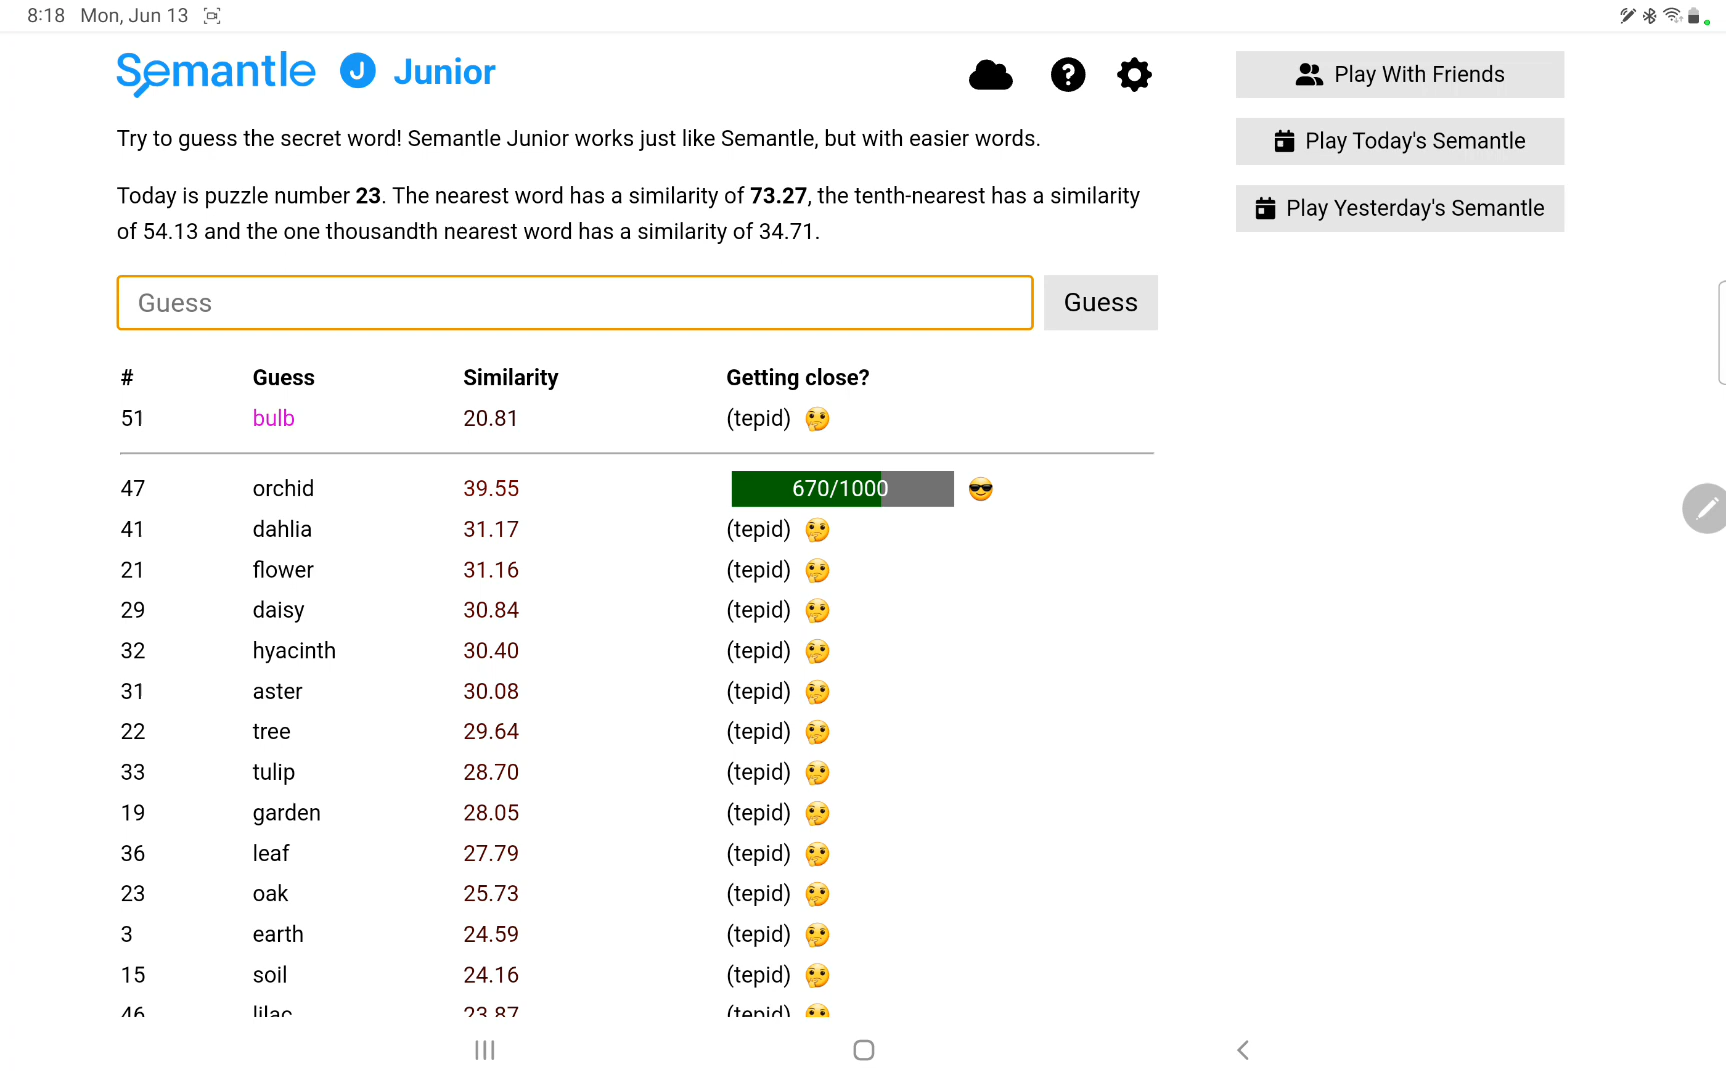 8:18 Mon, Jun 13
Semantle J Junior
Play With Friends
Play Today's Semantle
Play Yesterday's Semantle
Try to guess the secret word! Semantle Junior works just like Semantle, but with easier words.
Today is puzzle number 23. The nearest word has a similarity of 73.27, the tenth-nearest has a similarity
of 54.13 and the one thousandth nearest word has a similarity of 34.71.
Guess Guess
# Guess Similarity Getting close?
51 bulb 20.81 (tepid)
47 orchid 39.55 670/1000
41 dahlia 31.17 (tepid)
21 flower 31.16 (tepid)
29 daisy 30.84 (tepid)
32 hyacinth 30.40 (tepid)
31 aster 30.08 (tepid)
22 tree 29.64 (tepid)
33 tulip 28.70 (tepid)
19 garden 28.05 (tepid)
36 leaf 27.79 (tepid)
23 oak 25.73 (tepid)
3 earth 24.59 (tepid)
15 soil 24.16 (tepid)
46 lilac 23.87 (tepid)